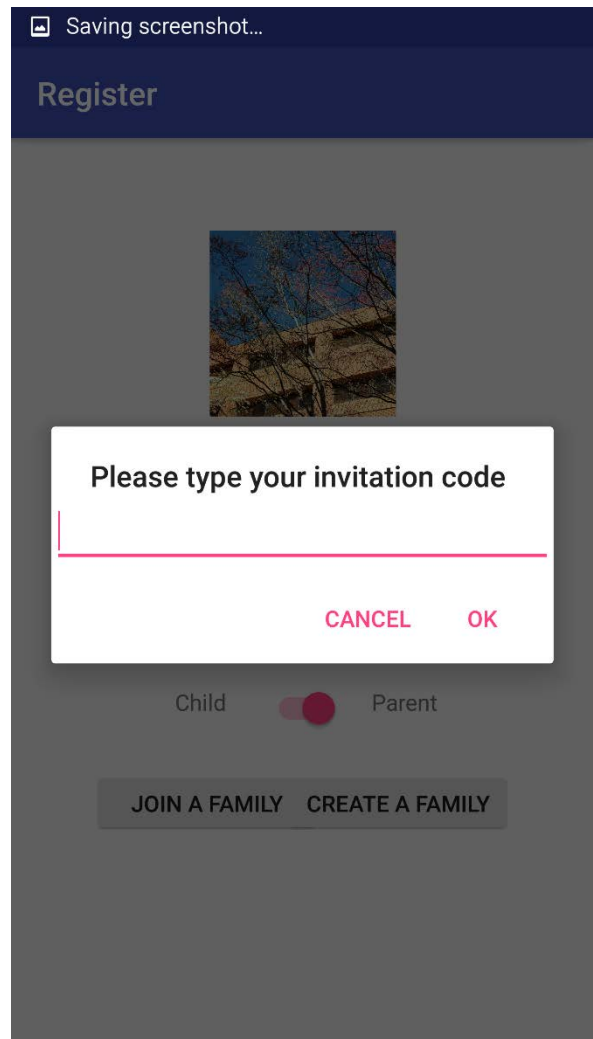 Saving screenshot...
Register
Please type your invitation code
CANCEL OK
Child Parent
JOIN A FAMILY CREATE A FAMILY